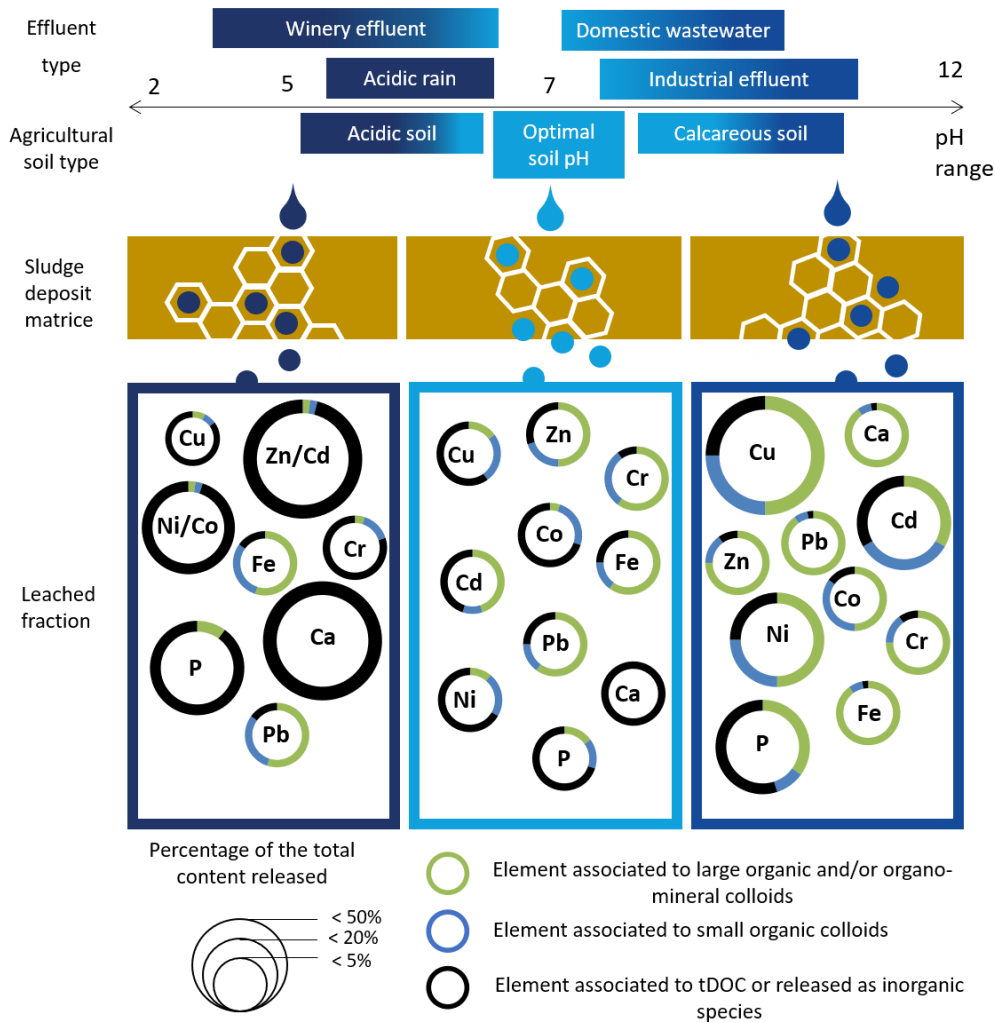 Effluent
type
Winery effluent
Domestic wastewater
Acidic rain
Industrial effluent
2
5
7
12
Agricultural
soil type
Acidic soil
Optimal
soil pH
Calcareous soil
pH
range
Sludge
deposit
matrice
Leached
fraction
Cu
Zn/Cd
Ni/Co
Fe
Cr
Ca
P
Pb
Cu
Zn
Cr
Co
Cd
Fe
Pb
Ni
Ca
P
Cu
Ca
Cd
Zn
Pb
Co
Ni
Cr
Fe
P
Percentage of the total
content released
< 50%
< 20%
< 5%
Element associated to large organic and/or organo-
mineral colloids
Element associated to small organic colloids
Element associated to tDOC or released as inorganic
species